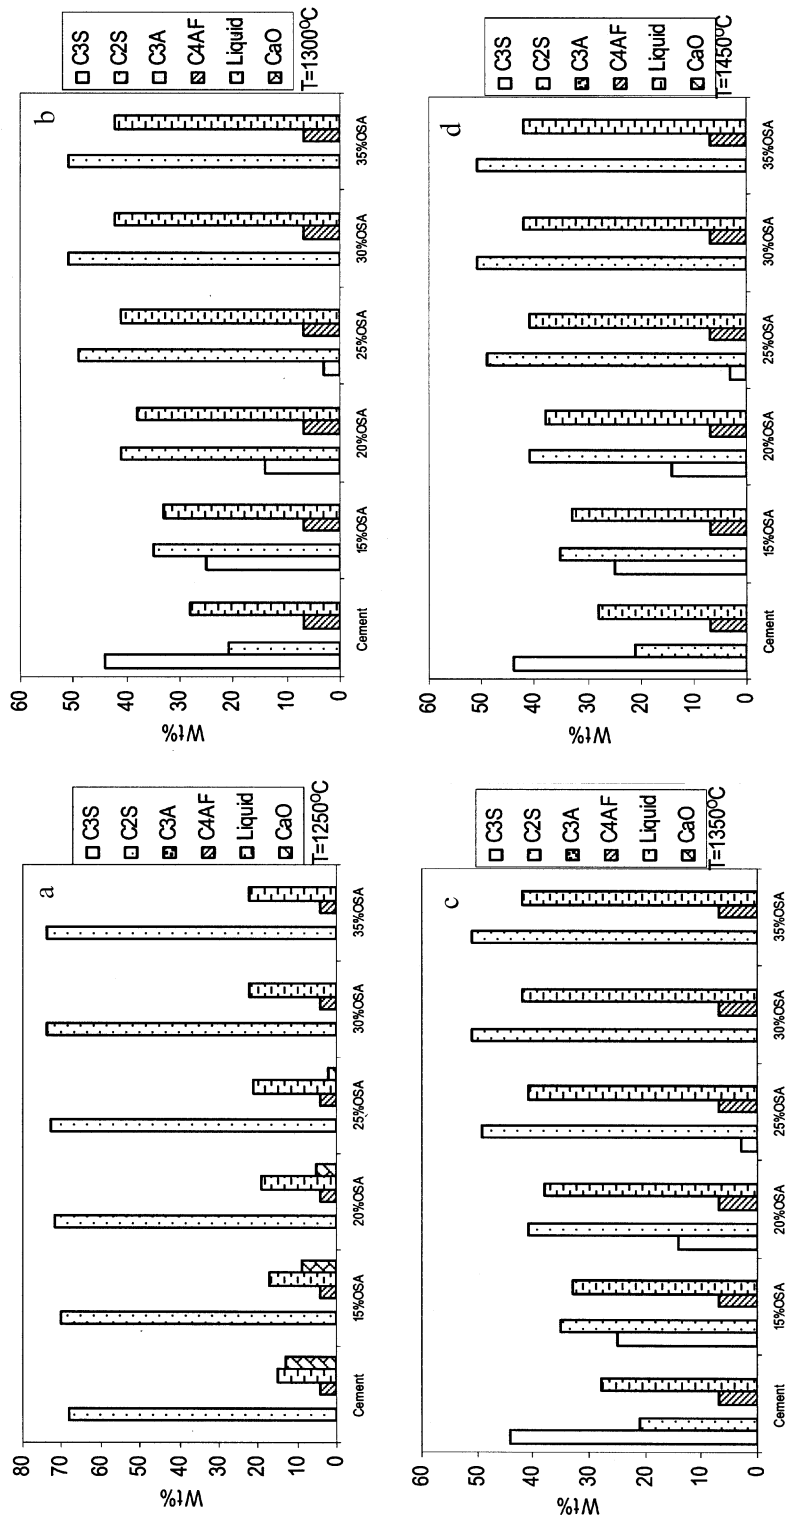 a
80
70
60
50
40
30
20
10
0
Wt%
Cement
15%OSA
20%OSA
25%OSA
30%OSA
35%OSA
C3S
C2S
C3A
C4AF
Liquid
CaO
T=1250ºC
b
60
50
40
30
20
10
0
Wt%
Cement
15%OSA
20%OSA
25%OSA
30%OSA
35%OSA
C3S
C2S
C3A
C4AF
Liquid
CaO
T=1300ºC
c
60
50
40
30
20
10
0
Wt%
Cement
15%OSA
20%OSA
25%OSA
30%OSA
35%OSA
C3S
C2S
C3A
C4AF
Liquid
CaO
T=1350ºC
d
60
50
40
30
20
10
0
Wt%
Cement
15%OSA
20%OSA
25%OSA
30%OSA
35%OSA
C3S
C2S
C3A
C4AF
Liquid
CaO
T=1450ºC